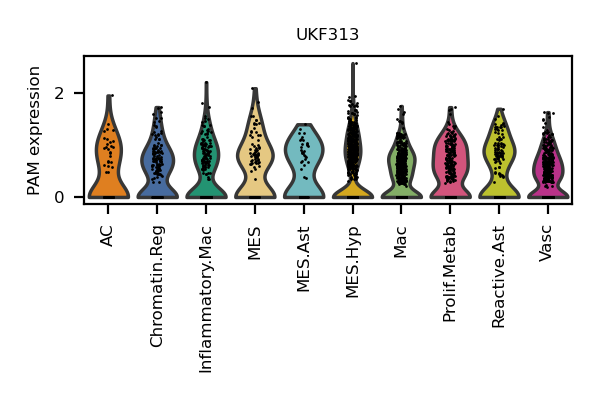 UKF313
PAM expression
2
0
AC
Chromatin.Reg
Inflammatory.Mac
MES
MES.Ast
MES.Hyp
Mac
Prolif.Metab
Reactive.Ast
Vasc